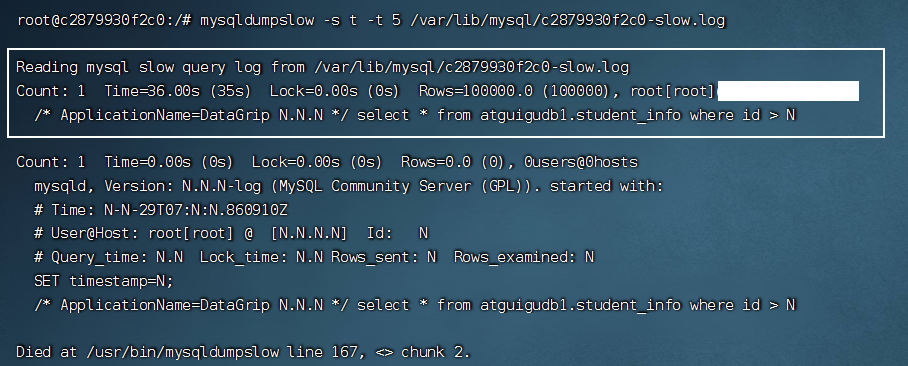 root@c2879930f2c0:/# mysqldumpslow -s t -t 5 /var/lib/mysql/c2879930f2c0-slow.log
Reading mysql slow query log from /var/lib/mysql/c2879930f2c0-slow.log
Count: 1  Time=36.00s (35s)  Lock=0.00s (0s)  Rows=100000.0 (100000), root[root]
/* ApplicationName=DataGrip N.N.N */ select * from atguigudb1.student_info where id > N
Count: 1  Time=0.00s (0s)  Lock=0.00s (0s)  Rows=0.0 (0), 0users@0hosts
mysqld, Version: N.N.N-log (MySQL Community Server (GPL)). started with:
# Time: N-N-29T07:N:N.860910Z
# User@Host: root[root] @  [N.N.N.N]  Id:   N
# Query_time: N.N  Lock_time: N.N Rows_sent: N  Rows_examined: N
SET timestamp=N;
/* ApplicationName=DataGrip N.N.N */ select * from atguigudb1.student_info where id > N
Died at /usr/bin/mysqldumpslow line 167, <> chunk 2.